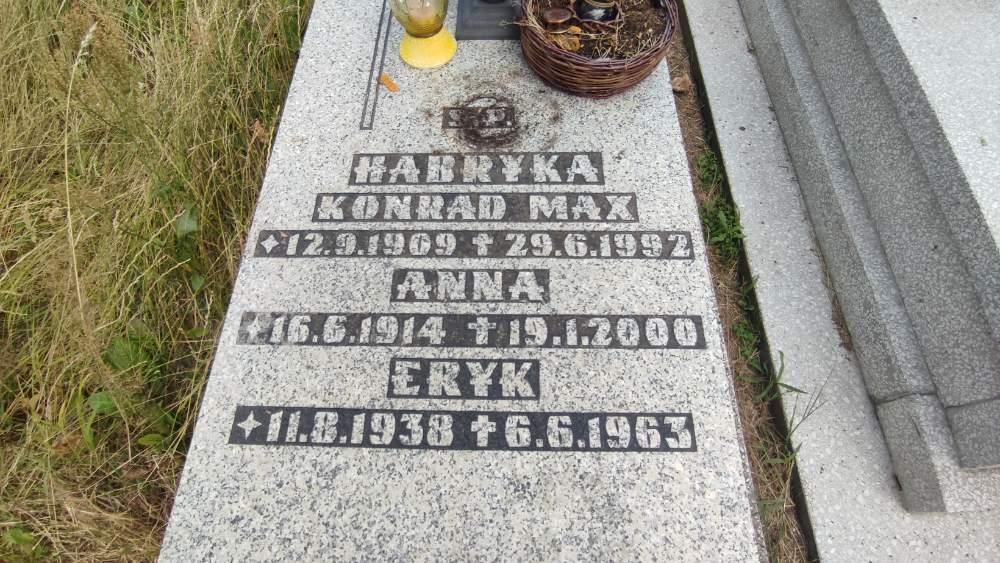 Ś.P.
HABRYKA
KONRAD MAX
✦12.9.1909 ✝ 29.6.1992
ANNA
✦16.6.1914 ✝ 19.1.2000
ERYK
✦11.8.1938 ✝ 6.6.1963